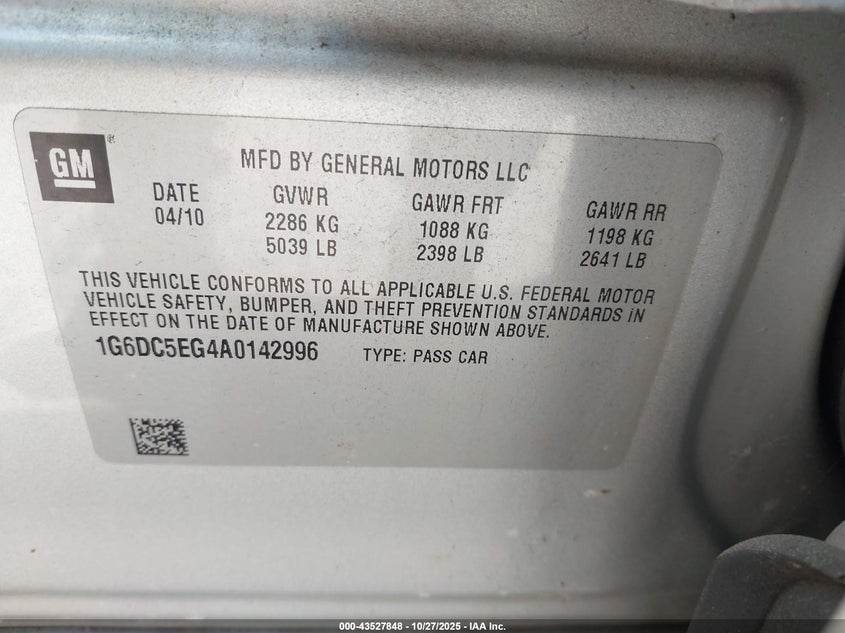 GM®
MFD BY GENERAL MOTORS LLC
DATE GVWR GAWR FRT GAWR RR
04/10 2286 KG 1088 KG 1198 KG
5039 LB 2398 LB 2641 LB
THIS VEHICLE CONFORMS TO ALL APPLICABLE U.S. FEDERAL MOTOR
VEHICLE SAFETY, BUMPER, AND THEFT PREVENTION STANDARDS IN
EFFECT ON THE DATE OF MANUFACTURE SHOWN ABOVE.
1G6DC5EG4A0142996 TYPE: PASS CAR
000-43527848 - 10/27/2025 - IAA Inc.